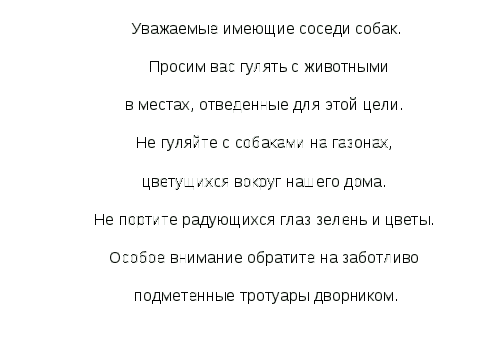 Уважаемые имеющие соседи собак.
Просим вас гулять с животными
в местах, отведенные для этой цели.
Не гуляйте с собаками на газонах,
цветущихся вокруг нашего дома.
Не портите радующихся глаз зелень и цветы.
Особое внимание обратите на заботливо
подметенные тротуары дворником.